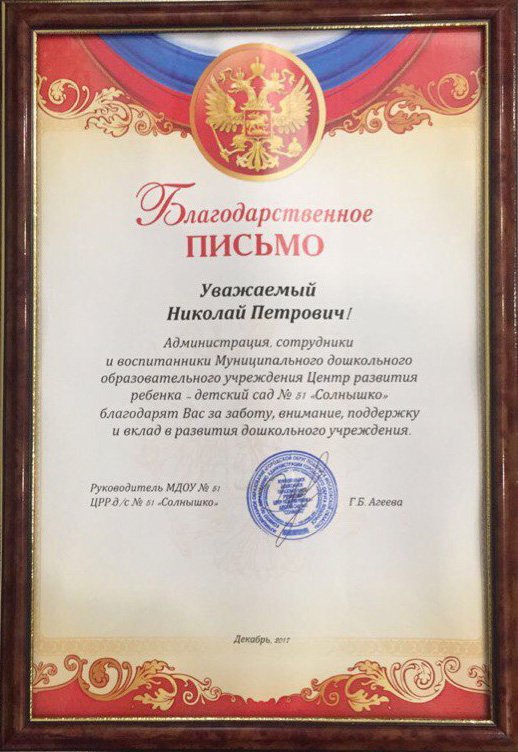 Благодарственное
ПИСЬМО
Уважаемый
Николай Петрович!
Администрация, сотрудники
и воспитанники Муниципального дошкольного
образовательного учреждения Центр развития
ребенка – детский сад № 51 «Солнышко»
благодарят Вас за заботу, внимание, поддержку
и вклад в развития дошкольного учреждения.
Руководитель МДОУ № 51
ЦРР д/с № 51 «Солнышко»
Г.Б. Агеева
Декабрь, 2017